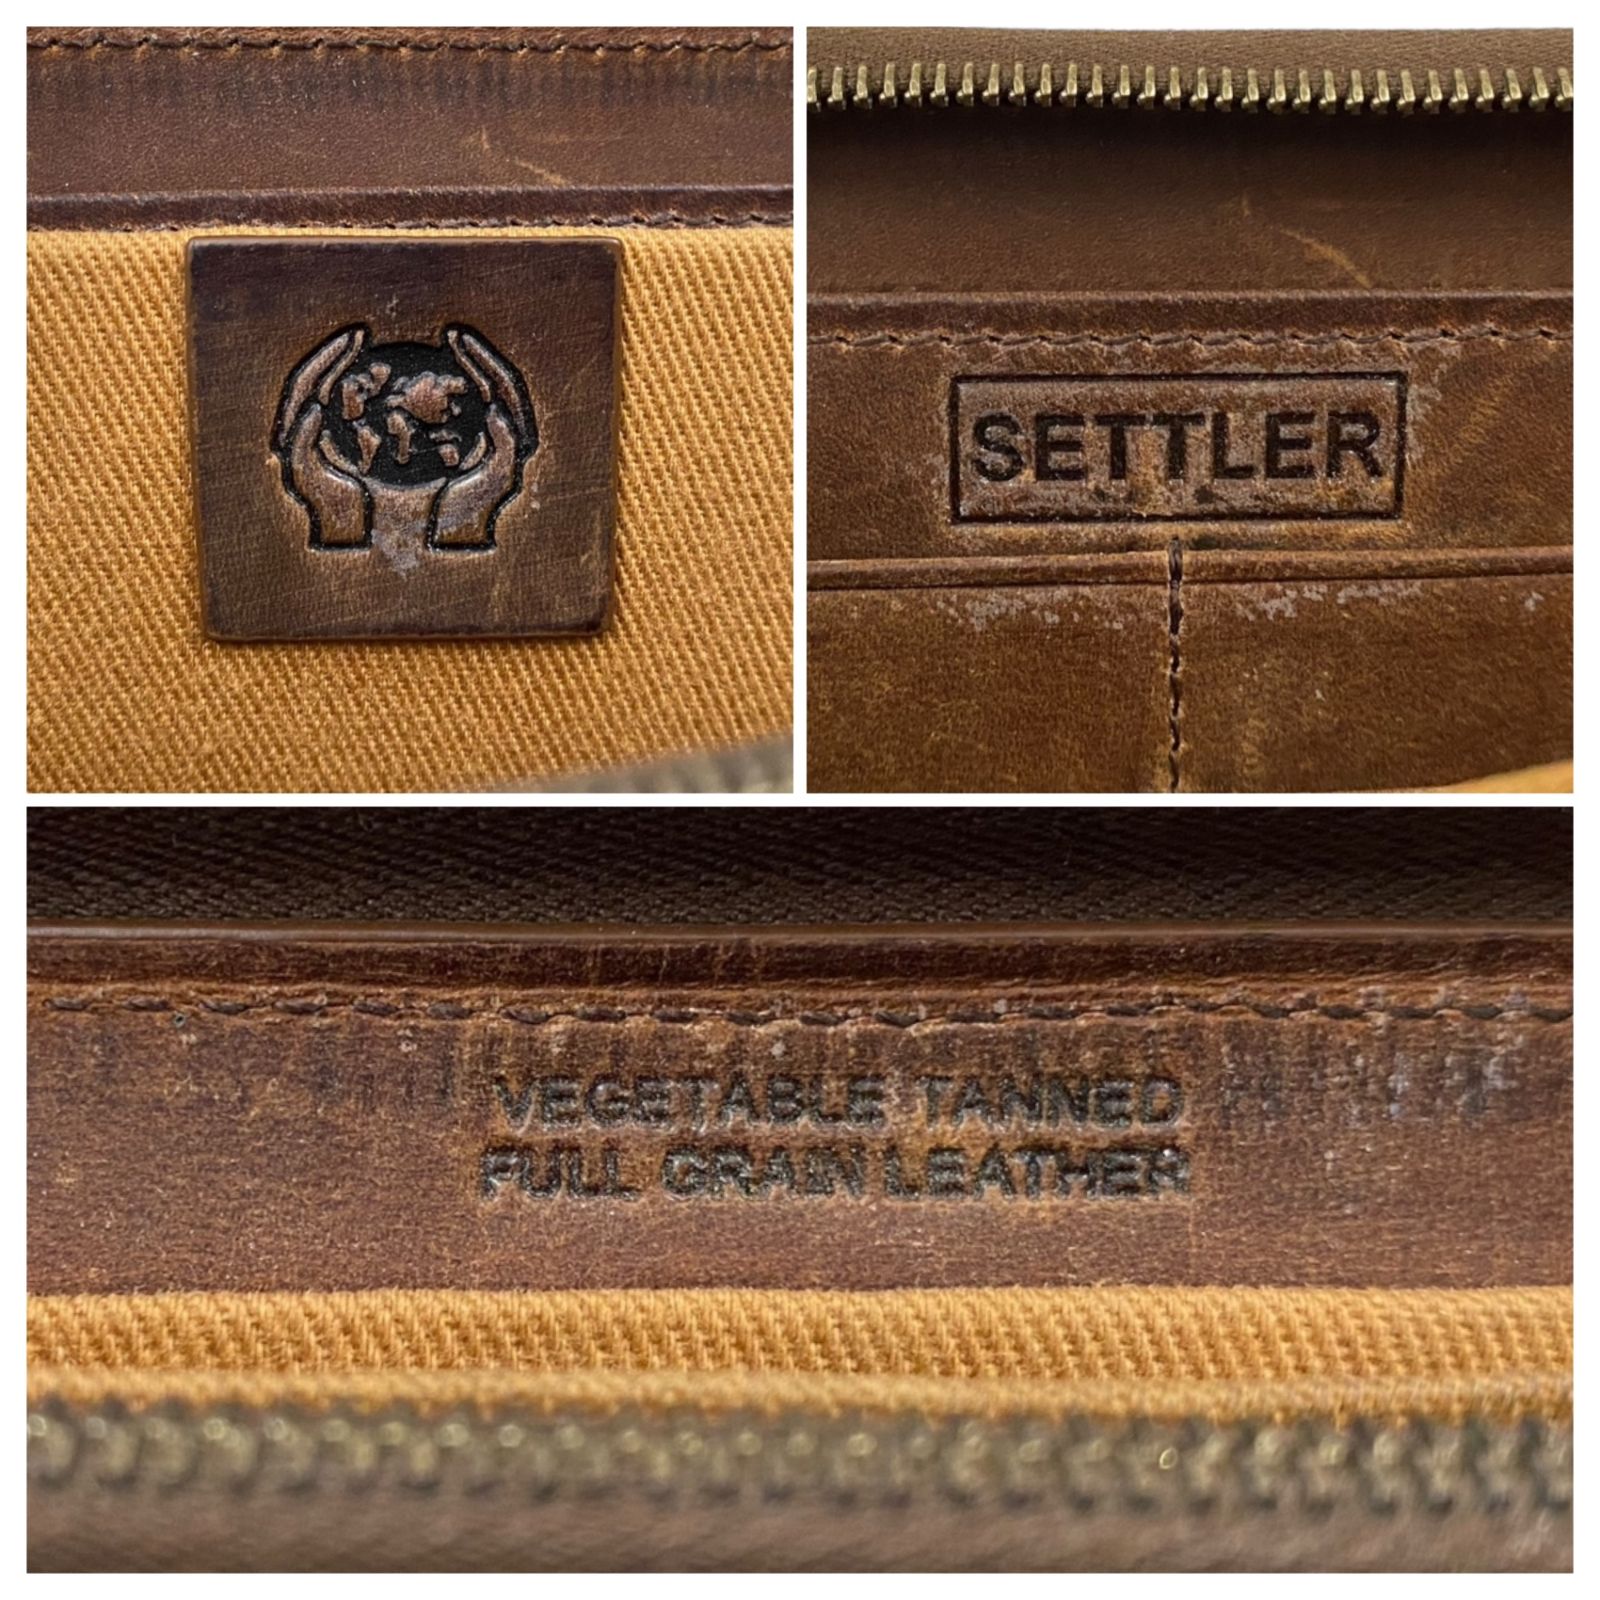 SETTLER
VEGETABLE TANNED
FULL GRAIN LEATHER